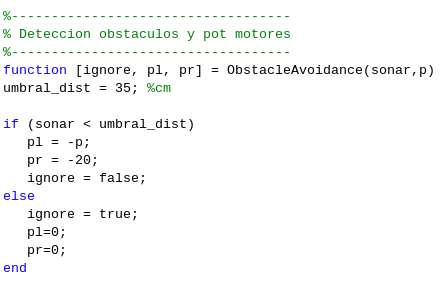 %----------------------------------
% Deteccion obstaculos y pot motores
%----------------------------------
function [ignore, pl, pr] = ObstacleAvoidance(sonar,p)
umbral_dist = 35; %cm
if (sonar < umbral_dist)
pl = -p;
pr = -20;
ignore = false;
else
ignore = true;
pl=0;
pr=0;
end